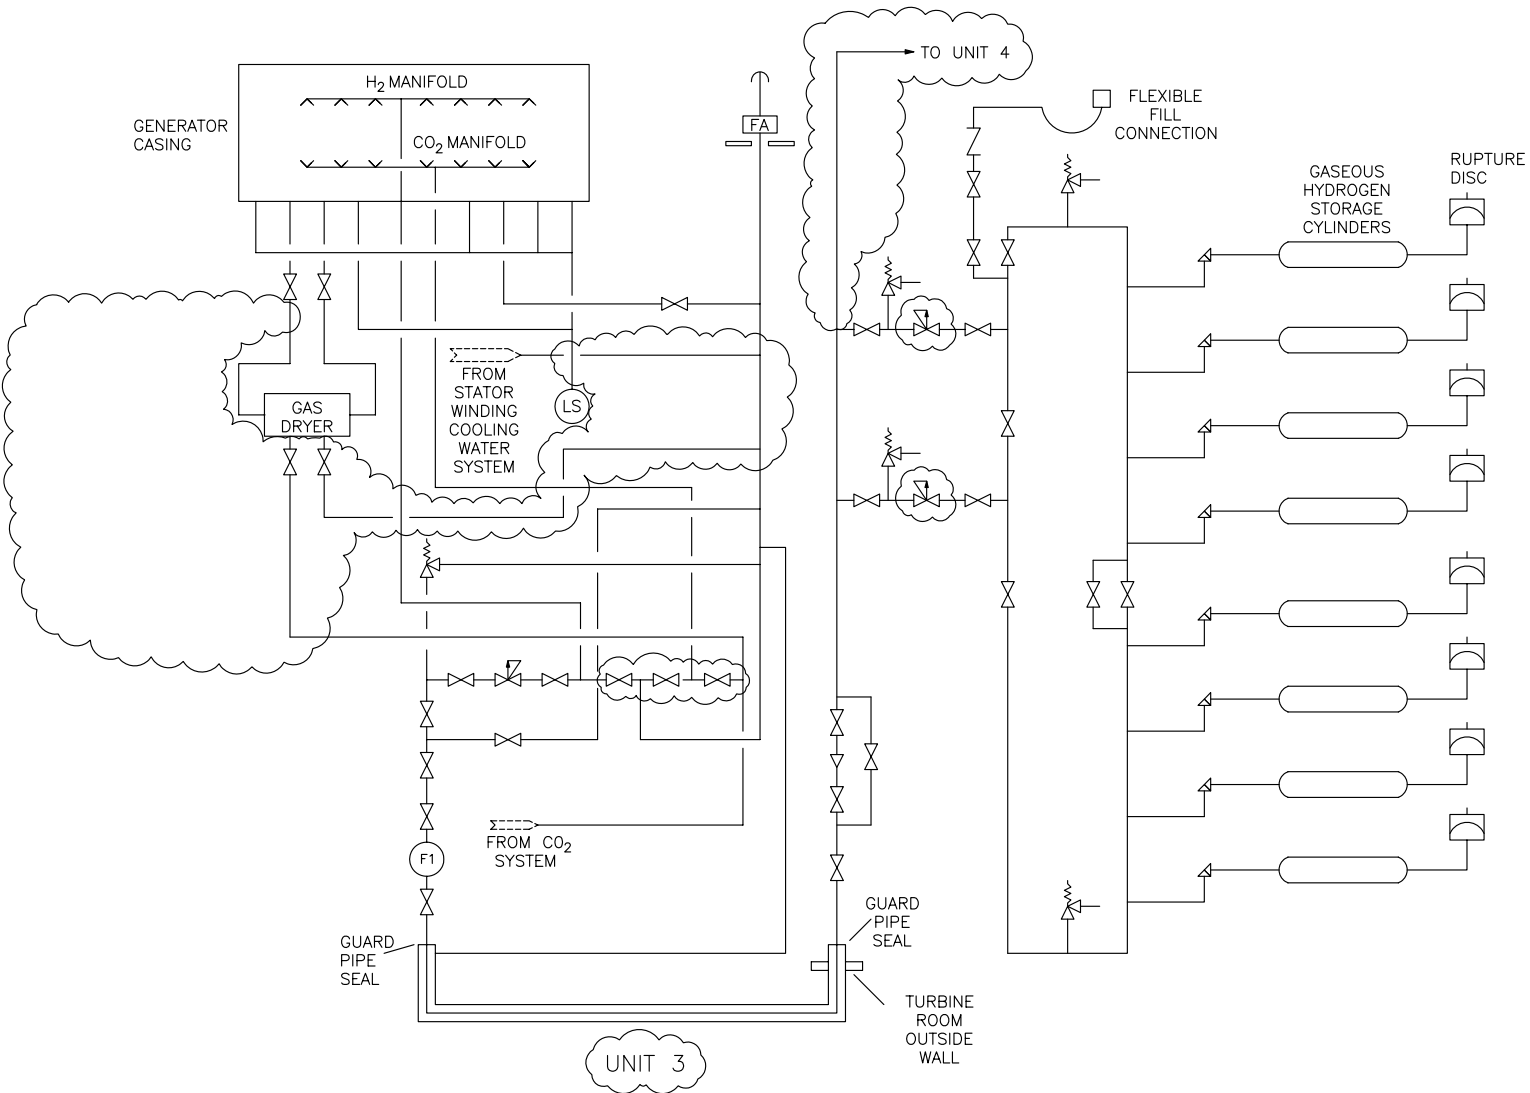 TO UNIT 4
H2 MANIFOLD
GENERATOR
CASING
CO2 MANIFOLD
FA
FLEXIBLE
FILL
CONNECTION
GASEOUS
HYDROGEN
STORAGE
CYLINDERS
RUPTURE
DISC
FROM
STATOR
WINDING
COOLING
WATER
SYSTEM
LS
GAS
DRYER
FROM CO2
SYSTEM
F1
GUARD
PIPE
SEAL
GUARD
PIPE
SEAL
TURBINE
ROOM
OUTSIDE
WALL
UNIT 3